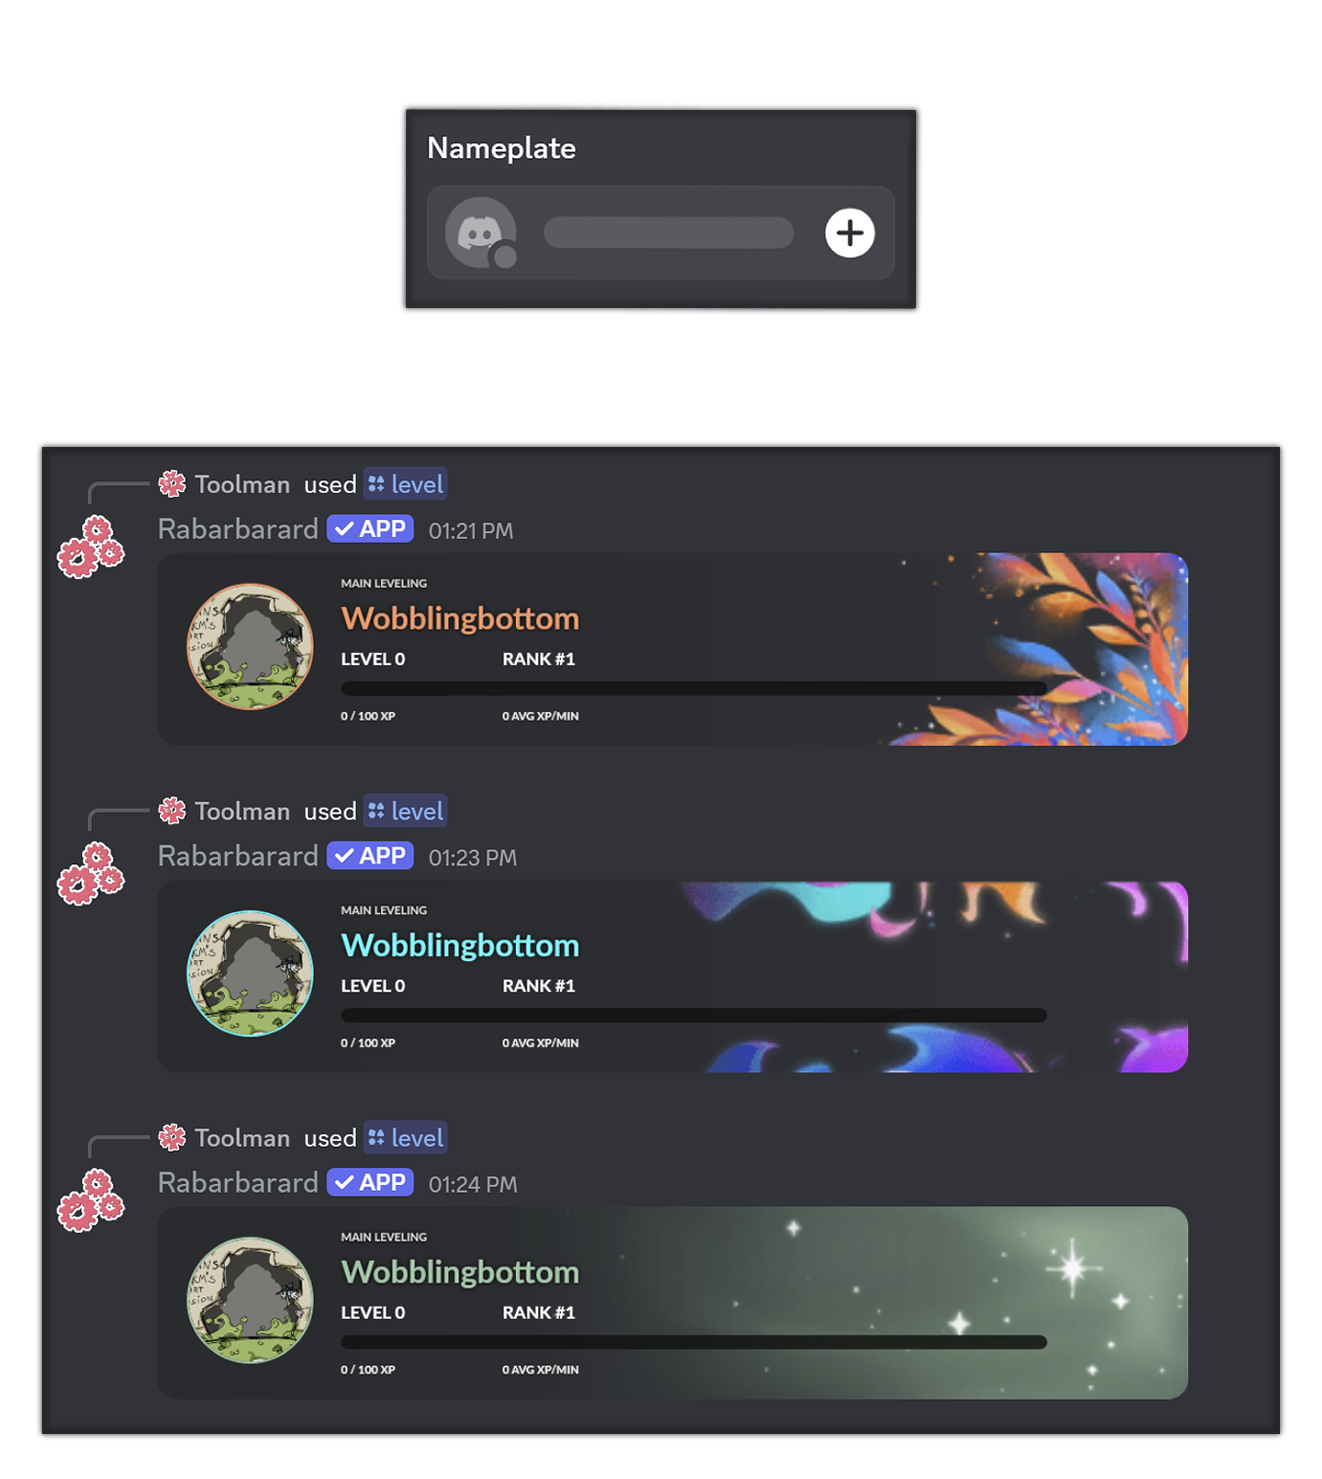 Nameplate
Toolman used level
Rabarbarard APP 01:21 PM
MAIN LEVELING
Wobblingbottom
LEVEL 0 RANK #1
0 / 100 XP 0 AVG XP/MIN
Toolman used level
Rabarbarard APP 01:23 PM
MAIN LEVELING
Wobblingbottom
LEVEL 0 RANK #1
0 / 100 XP 0 AVG XP/MIN
Toolman used level
Rabarbarard APP 01:24 PM
MAIN LEVELING
Wobblingbottom
LEVEL 0 RANK #1
0 / 100 XP 0 AVG XP/MIN